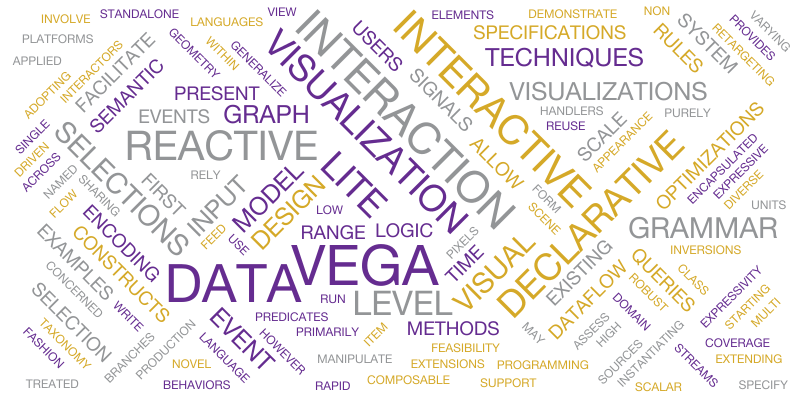 INVOLVE
STANDALONE
LANGUAGES
VIEW
ELEMENTS
DEMONSTRATE
NON
VARYING
PLATFORMS
GEOMETRY
WITHIN
GENERALIZE
USERS
INTERACTION
INTERACTIVE
SPECIFICATIONS
RULES
SYSTEM
RETARGETING
PROVIDES
APPLIED
ADOPTING
INTERACTORS
FACILITATE
SEMANTIC
VISUALIZATION
TECHNIQUES
PRESENT
GRAPH
EVENTS
SIGNALS
VISUALIZATIONS
HANDLERS
REUSE
PURELY
SCALE
APPEARANCE
SINGLE
DRIVEN
ACROSS
SELECTIONS
REACTIVE
RELY
ALLOW
OPTIMIZATIONS
ENCAPSULATED
EXPRESSIVE
DIVERSE
NAMED
SHARING
FLOW
FIRST
INPUT
MODEL
LITE
DESIGN
LOW
FORM
SCENE
DECLARATIVE
UNITS
GRAMMAR
INVERSIONS
ENCODING
FEED
USE
RANGE
LOGIC
PIXELS
TIME
EXAMPLES
CONSTRUCTS
CONCERNED
DATA
VEGA
VISUAL
EXISTING
QUERIES
CLASS
ROBUST
SELECTION
WRITE
RUN
LEVEL
DATAFLOW
DOMAIN
EXPRESSIVITY
STARTING
MULTI
FASHION
TAXONOMY
BRANCHES
PRODUCTION
EVENT
PREDICATES
PRIMARILY
ITEM
METHODS
MAY
ASSESS
HIGH
COVERAGE
LANGUAGE
HOWEVER
FEASIBILITY
MANIPULATE
EXTENSIONS
PROGRAMMING
SOURCES
INSTANTIATING
STREAMS
EXTENDING
NOVEL
TREATED
BEHAVIORS
RAPID
COMPOSABLE
SUPPORT
SCALAR
SPECIFY